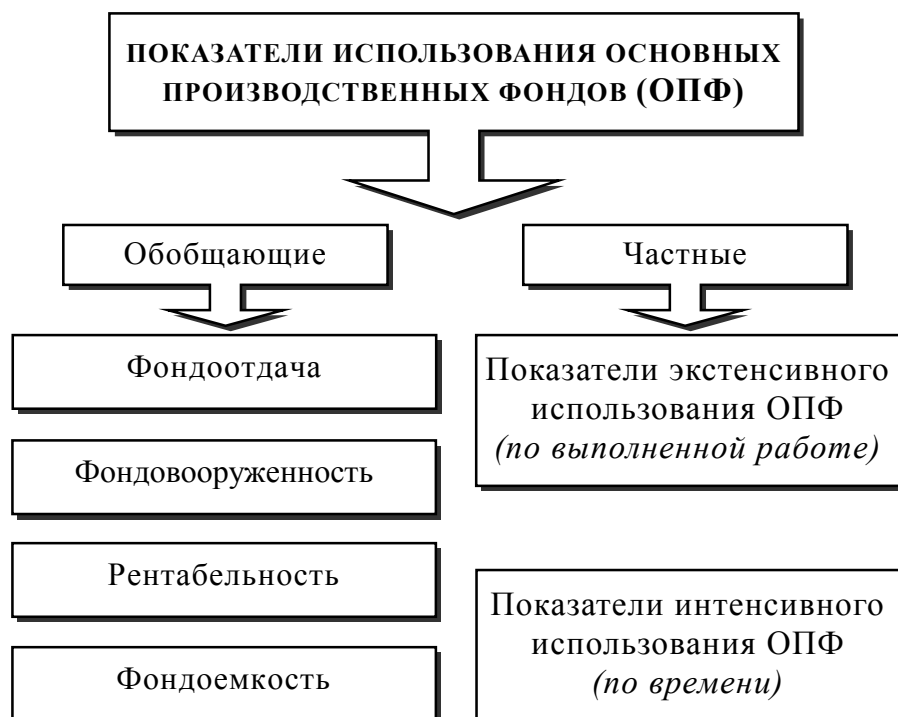 ПОКАЗАТЕЛИ ИСПОЛЬЗОВАНИЯ ОСНОВНЫХ
ПРОИЗВОДСТВЕННЫХ ФОНДОВ (ОПФ)
Обобщающие
Частные
Фондоотдача
Фондовооруженность
Рентабельность
Фондоемкость
Показатели экстенсивного
использования ОПФ
(по выполненной работе)
Показатели интенсивного
использования ОПФ
(по времени)